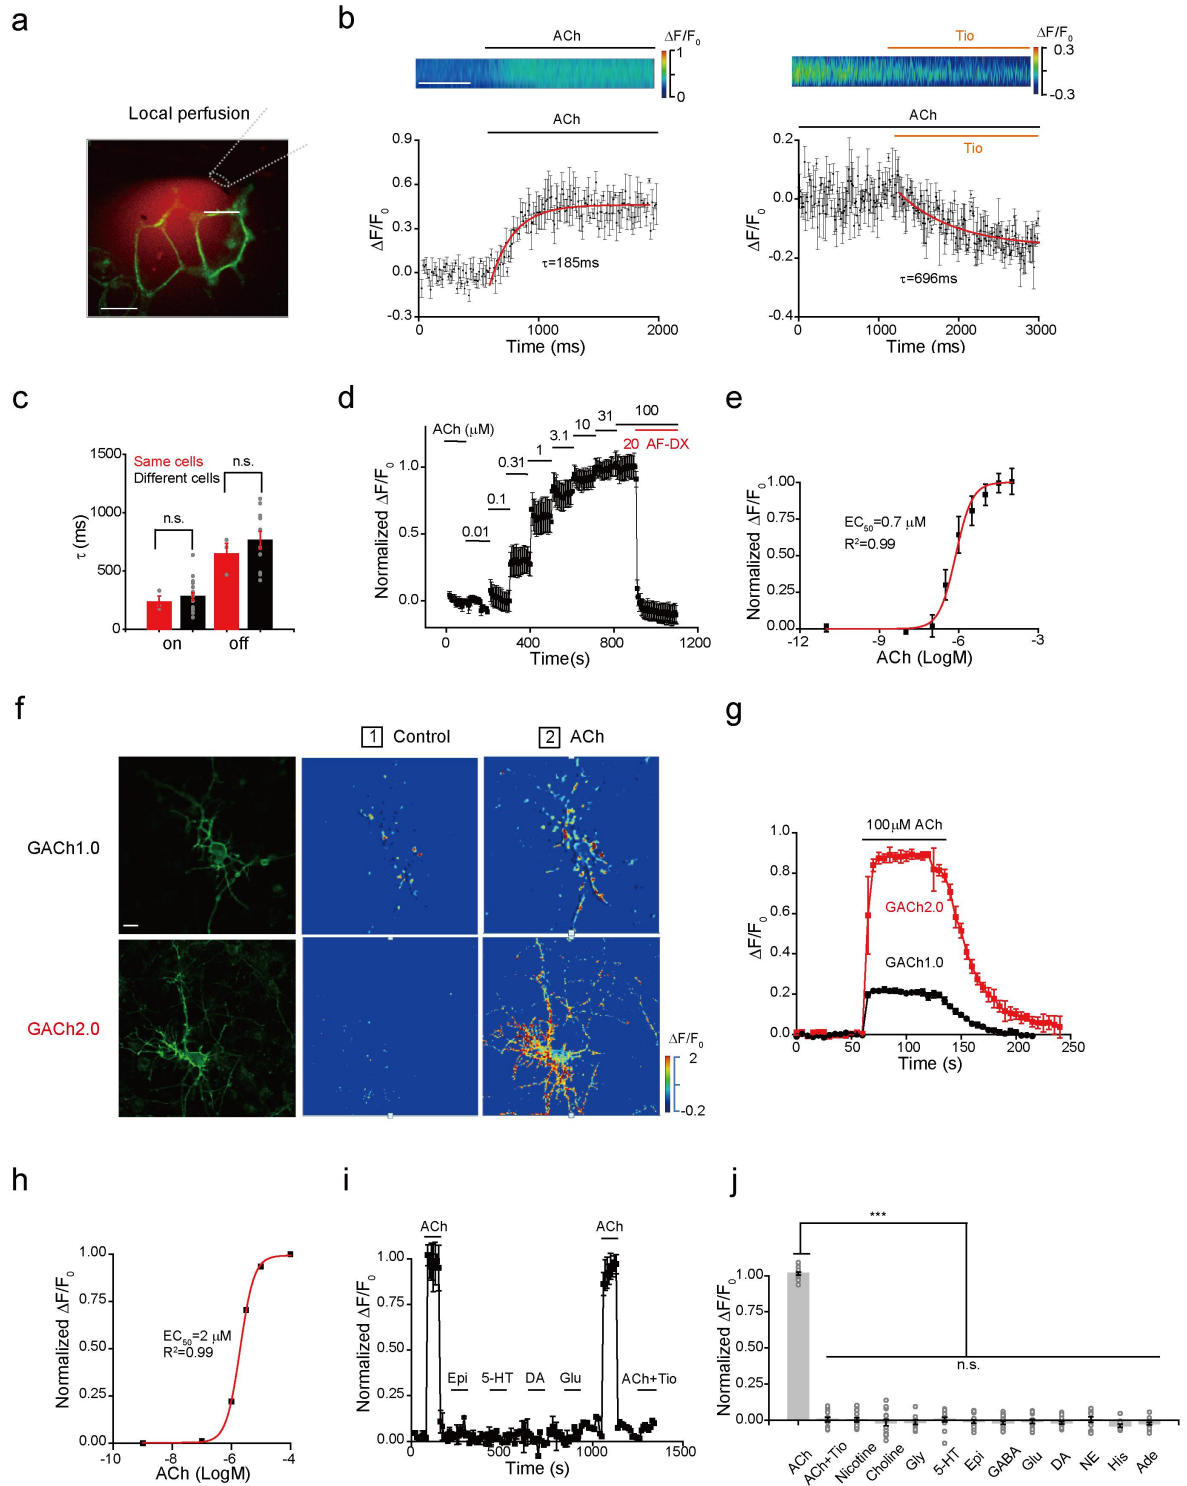 a
Local perfusion
b
ACh
ΔF/F0
1
0
Tio
ΔF/F0
0.3
-0.3
ACh
0.9
0.6
0.3
0.0
-0.3
ΔF/F0
τ=185ms
0 1000 2000
Time (ms)
ACh
Tio
0.2
0.0
-0.2
-0.4
ΔF/F0
τ=696ms
0 1000 2000 3000
Time (ms)
c
1500
1000
500
0
τ (ms)
Same cells
Different cells
n.s.
n.s.
on off
d
ACh (μM)
0.01
0.1
0.31
1
3.1
10
31
100
20 AF-DX
1.0
0.5
0.0
Normalized ΔF/F0
0 400 800 1200
Time(s)
e
1.00
0.75
0.50
0.25
0.00
Normalized ΔF/F0
EC50=0.7 μM
R2=0.99
-12 -9 -6 -3
ACh (LogM)
f
1 Control
2 ACh
GACh1.0
GACh2.0
ΔF/F0
2
-0.2
g
100μM ACh
1.0
0.8
0.6
0.4
0.2
0.0
ΔF/F0
GACh2.0
GACh1.0
0 50 100 150 200 250
Time (s)
h
1.00
0.75
0.50
0.25
0.00
Normalized ΔF/F0
EC50=2 μM
R2=0.99
-10 -8 -6 -4
ACh (LogM)
i
ACh
ACh
Epi 5-HT DA Glu ACh+Tio
1.00
0.75
0.50
0.25
0.00
Normalized ΔF/F0
0 500 1000 1500
Time (s)
j
***
n.s.
1.00
0.75
0.50
0.25
0.00
Normalized ΔF/F0
ACh
ACh+Tio
Nicotine
Choline
Gly
5-HT
Epi
GABA
Glu
DA
NE
His
Ade